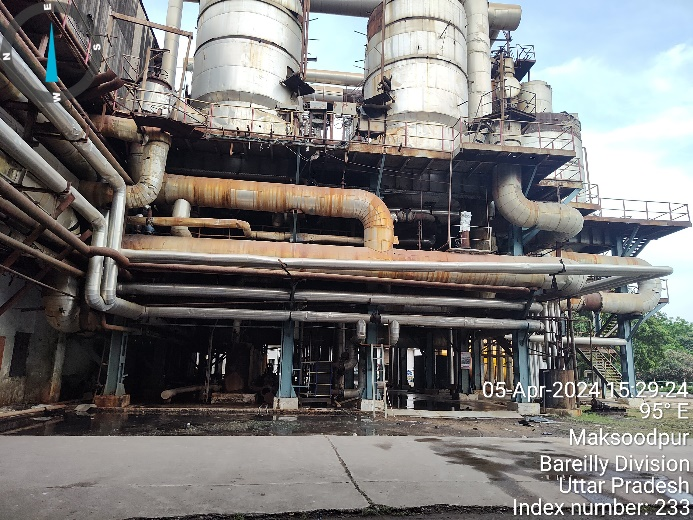 N
S
05-Apr-2024 15:29:24
95° E
Maksoodpur
Bareilly Division
Uttar Pradesh
Index number: 233